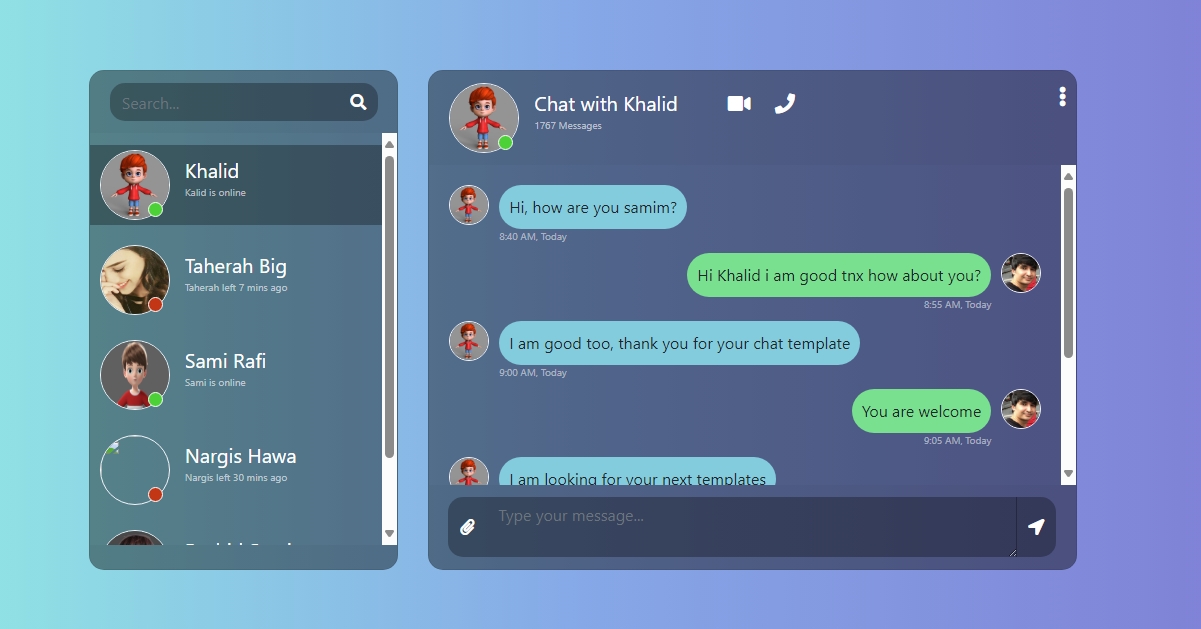 Search...
Khalid
Kalid is online
Taherah Big
Taherah left 7 mins ago
Sami Rafi
Sami is online
Nargis Hawa
Nargis left 30 mins ago
Chat with Khalid
1767 Messages
Hi, how are you samim?
8:40 AM, Today
Hi Khalid i am good tnx how about you?
8:55 AM, Today
I am good too, thank you for your chat template
9:00 AM, Today
You are welcome
9:05 AM, Today
I am looking for your next templates
Type your message...